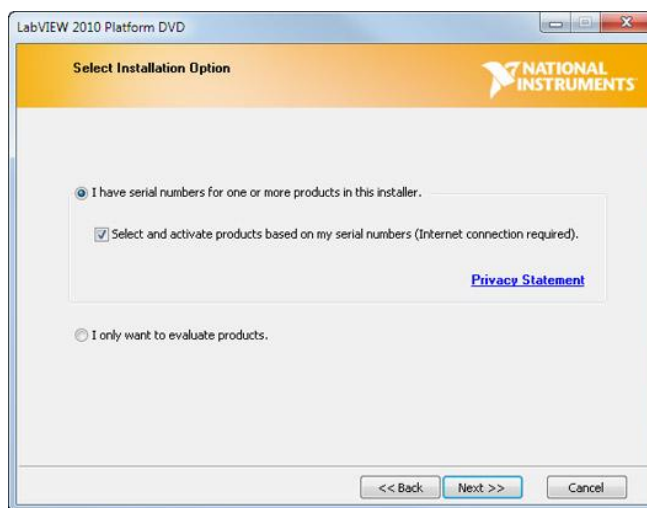 LabVIEW 2010 Platform DVD
Select Installation Option
NATIONAL
INSTRUMENTS
I have serial numbers for one or more products in this installer.
Select and activate products based on my serial numbers (Internet connection required).
Privacy Statement
I only want to evaluate products.
<< Back
Next >>
Cancel